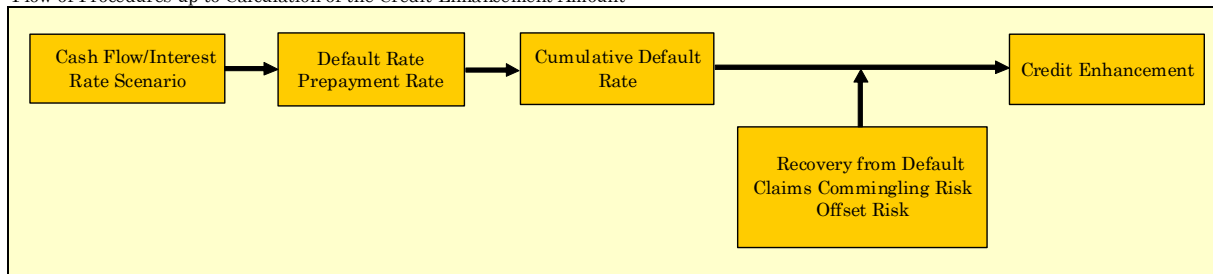 Flow of Procedures up to Calculation of the Credit Enhancement Amount
Cash Flow/Interest
Rate Scenario
Default Rate
Prepayment Rate
Cumulative Default
Rate
Credit Enhancement
Recovery from Default
Claims Commingling Risk
Offset Risk